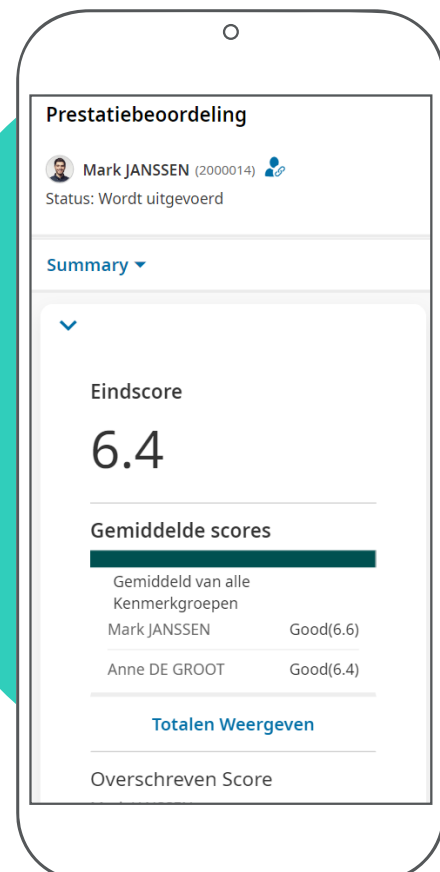 Prestatiebeoordeling
Mark JANSSEN (2000014)
Status: Wordt uitgevoerd
Summary
Eindscore
6.4
Gemiddelde scores
Gemiddeld van alle
Kenmerkgroepen
Mark JANSSEN Good(6.6)
Anne DE GROOT Good(6.4)
Totalen Weergeven
Overschreven Score